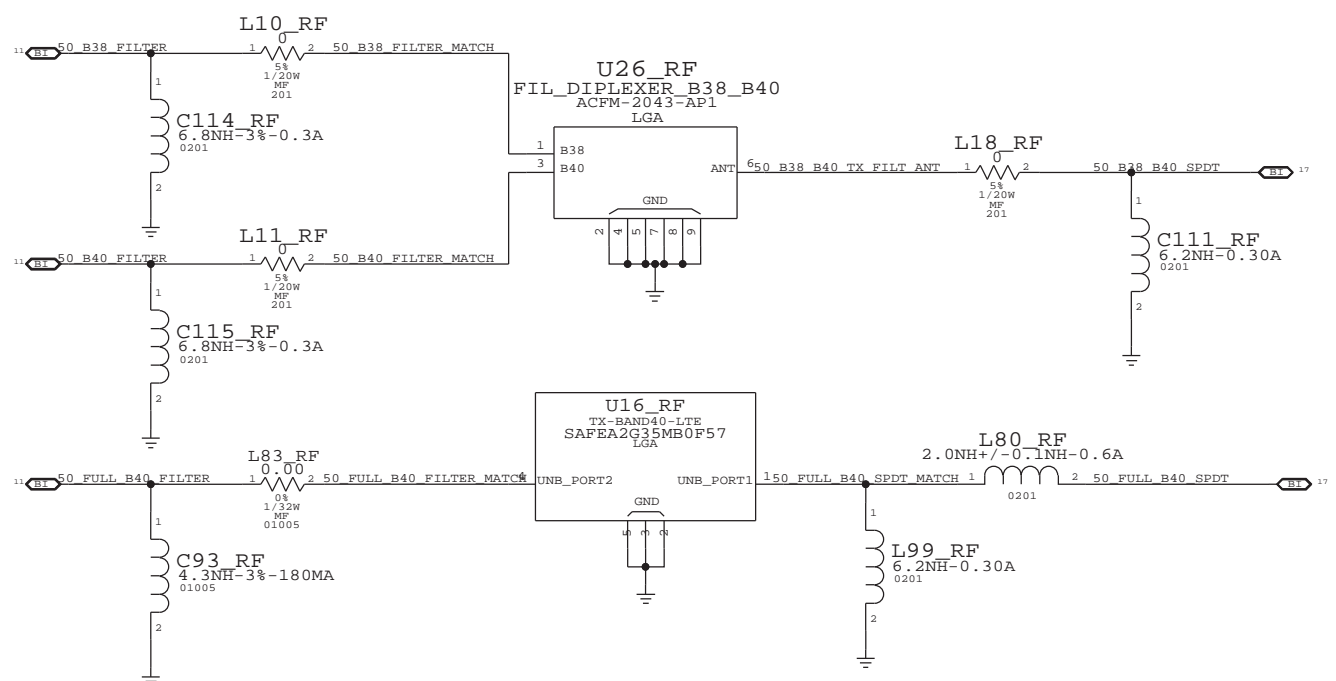 L10_RF
0
11 BI 50_B38_FILTER 1 2 50_B38_FILTER_MATCH
5%
1/20W
MF
201
1
C114_RF
6.8NH-3%-0.3A
0201
2
U26_RF
FIL_DIPLEXER_B38_B40
ACFM-2043-AP1
LGA
1 B38
3 B40
ANT 6 50_B38_B40_TX_FILT_ANT
GND
2 4 5 7 8 9
L18_RF
0
1 2 50_B38_B40_SPDT BI 17
5%
1/20W
MF
201
1
C111_RF
6.2NH-0.30A
0201
2
L11_RF
0
11 BI 50_B40_FILTER 1 2 50_B40_FILTER_MATCH
5%
1/20W
MF
201
1
C115_RF
6.8NH-3%-0.3A
0201
2
U16_RF
TX-BAND40-LTE
SAFEA2G35MB0F57
LGA
L83_RF
0.00
11 BI 50_FULL_B40_FILTER 1 2 50_FULL_B40_FILTER_MATCH 4 UNB_PORT2
0%
1/32W
MF
01005
UNB_PORT1 1 50_FULL_B40_SPDT_MATCH
GND
5 3 2
L80_RF
2.0NH+/-0.1NH-0.6A
1 2 50_FULL_B40_SPDT BI 17
0201
1
C93_RF
4.3NH-3%-180MA
01005
2
1
L99_RF
6.2NH-0.30A
0201
2